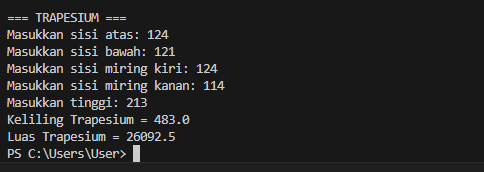 === TRAPESIUM ===
Masukkan sisi atas: 124
Masukkan sisi bawah: 121
Masukkan sisi miring kiri: 124
Masukkan sisi miring kanan: 114
Masukkan tinggi: 213
Keliling Trapesium = 483.0
Luas Trapesium = 26092.5
PS C:\Users\User>